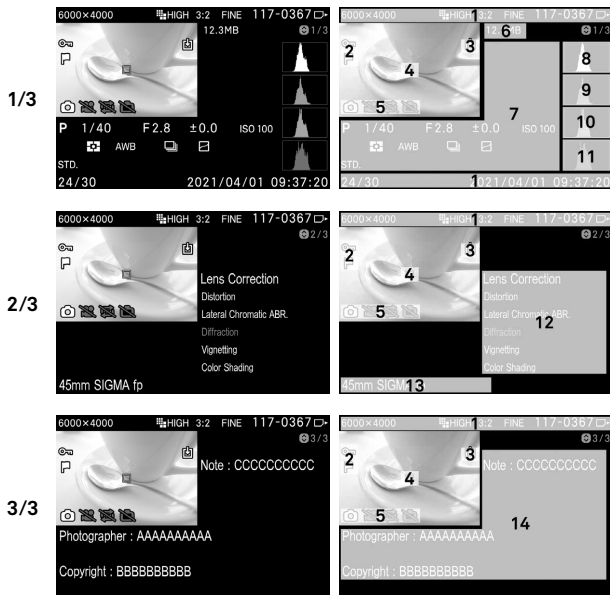 6000×4000 HIGH 3:2 FINE 117-0367
12.3MB 1/3
1/3
P 1/40 F2.8 ±0.0 ISO 100
AWB
STD.
24/30 2021/04/01 09:37:20
6000×4000 HIGH 1 3:2 FINE 117-0367
12.3MB 6 1/3
2 3
4
5
7
8
9
10
11
P 1/40 F2.8 ±0.0 ISO 100
AWB
STD.
24/30 1 2021/04/01 09:37:20
6000×4000 HIGH 3:2 FINE 117-0367
2/3
2/3
Lens Correction
Distortion
Lateral Chromatic ABR.
Diffraction
Vignetting
Color Shading
45mm SIGMA fp
6000×4000 HIGH 1 3:2 FINE 117-0367
2/3
2 3
4
5
Lens Correction
Distortion
Lateral Chromatic ABR.
Diffraction 12
Vignetting
Color Shading
45mm SIGM 13
6000×4000 HIGH 3:2 FINE 117-0367
3/3
3/3
Note : CCCCCCCCCC
Photographer : AAAAAAAAAA
Copyright : BBBBBBBBBB
6000×4000 HIGH 1 3:2 FINE 117-0367
3/3
2 3
Note : CCCCCCCCCC
4
5
14
Photographer : AAAAAAAAAA
Copyright : BBBBBBBBBB